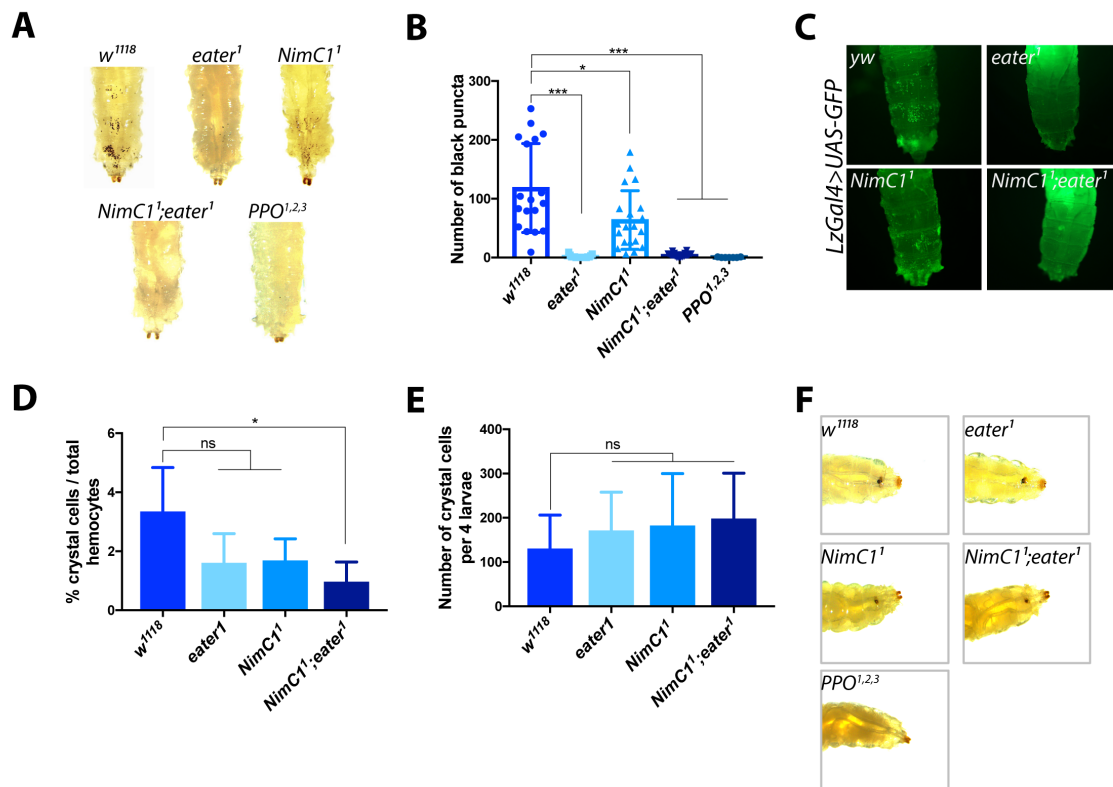 A
w¹¹¹⁸
eater¹
NimC1¹
NimC1¹;eater¹
PPO¹,²,³
B
Number of black puncta
300
200
100
0
***
*
***
w¹¹¹⁸
eater¹
NimC1¹
NimC1¹;eater¹
PPO¹,²,³
C
LzGal4>UAS-GFP
yw
eater¹
NimC1¹
NimC1¹;eater¹
D
% crystal cells / total
hemocytes
6
4
2
0
*
ns
w¹¹¹⁸
eater1
NimC1¹
NimC1¹;eater¹
E
Number of crystal cells
per 4 larvae
400
300
200
100
0
ns
w¹¹¹⁸
eater1
NimC1¹
NimC1¹;eater¹
F
w¹¹¹⁸
eater¹
NimC1¹
NimC1¹;eater¹
PPO¹,²,³